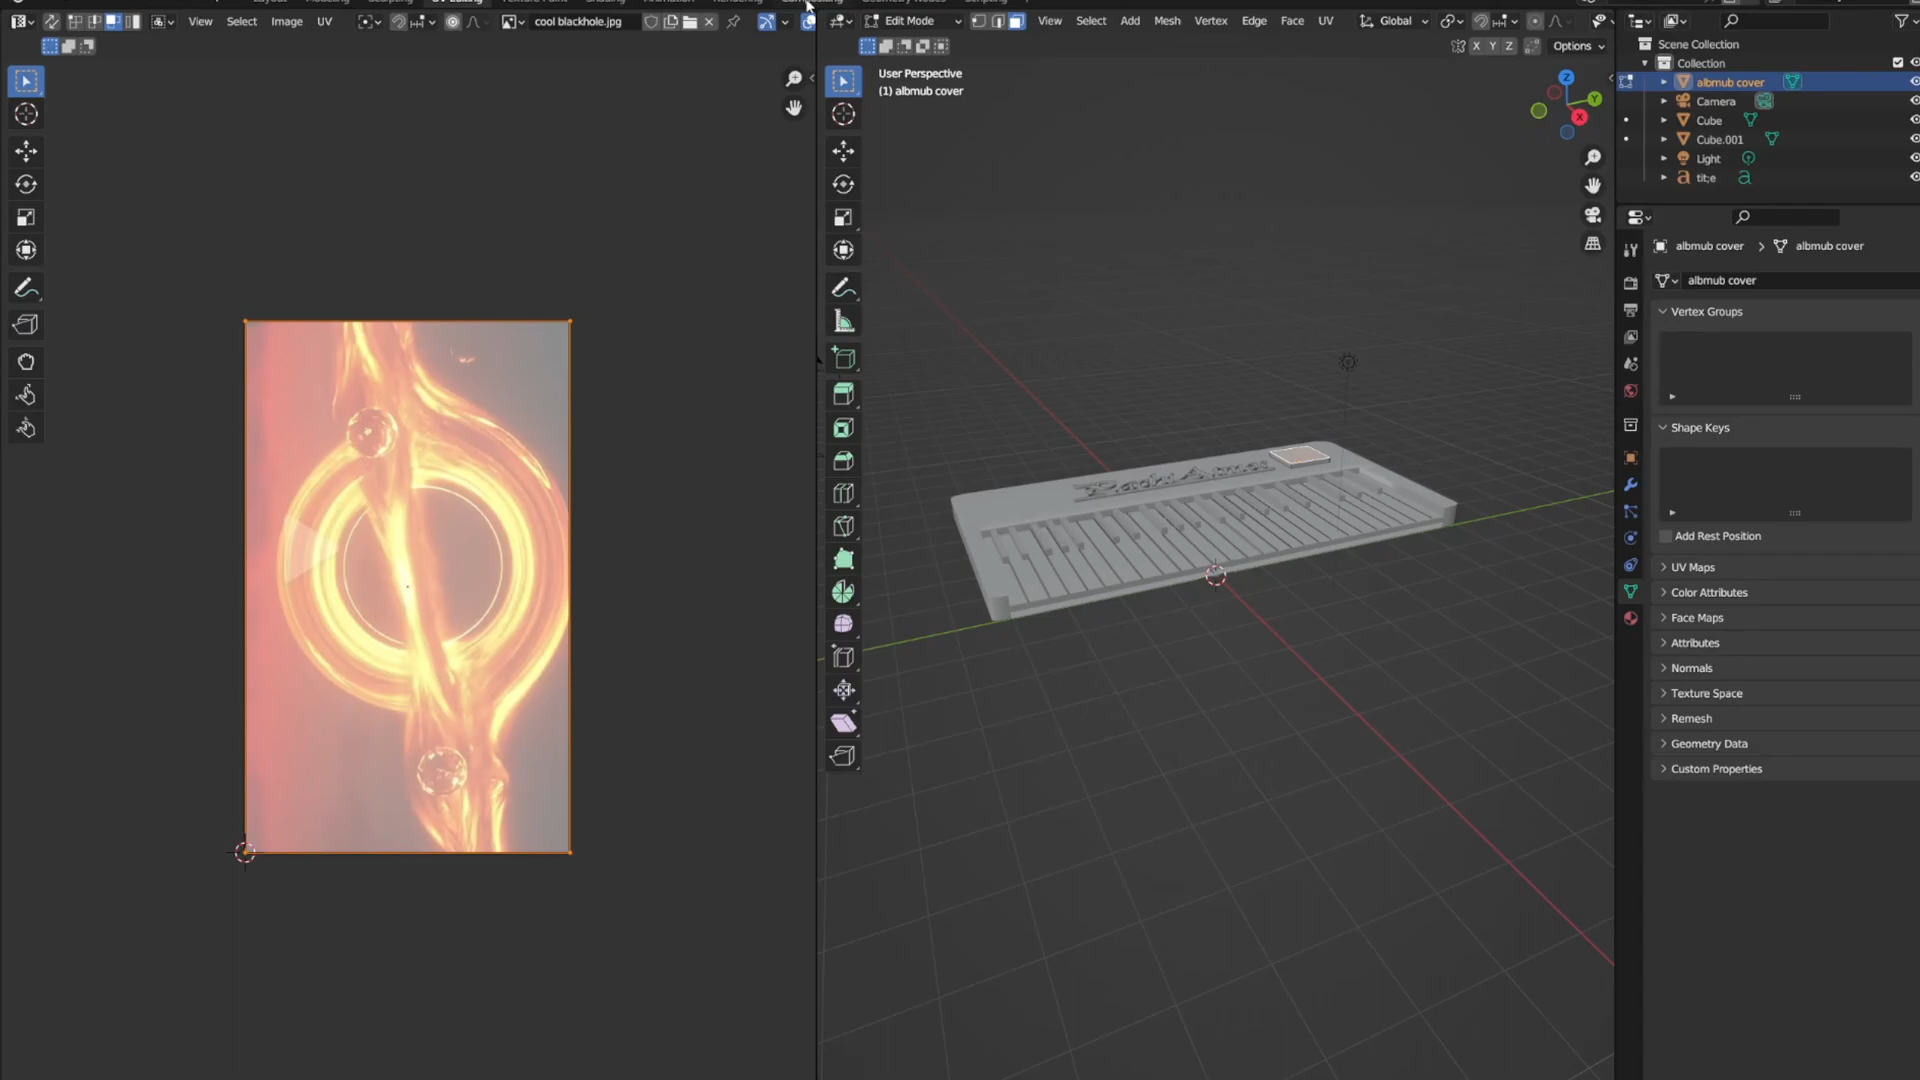 View Select Image UV cool blackhole.jpg
Edit Mode View Select Add Mesh Vertex Edge Face UV Global
X Y Z Options
User Perspective
(1) albmub cover
Z
Y
X
Scene Collection
Collection
albmub cover
Camera
Cube
Cube.001
Light
tit;e
albmub cover > albmub cover
albmub cover
Vertex Groups
Shape Keys
Add Rest Position
UV Maps
Color Attributes
Face Maps
Attributes
Normals
Texture Space
Remesh
Geometry Data
Custom Properties